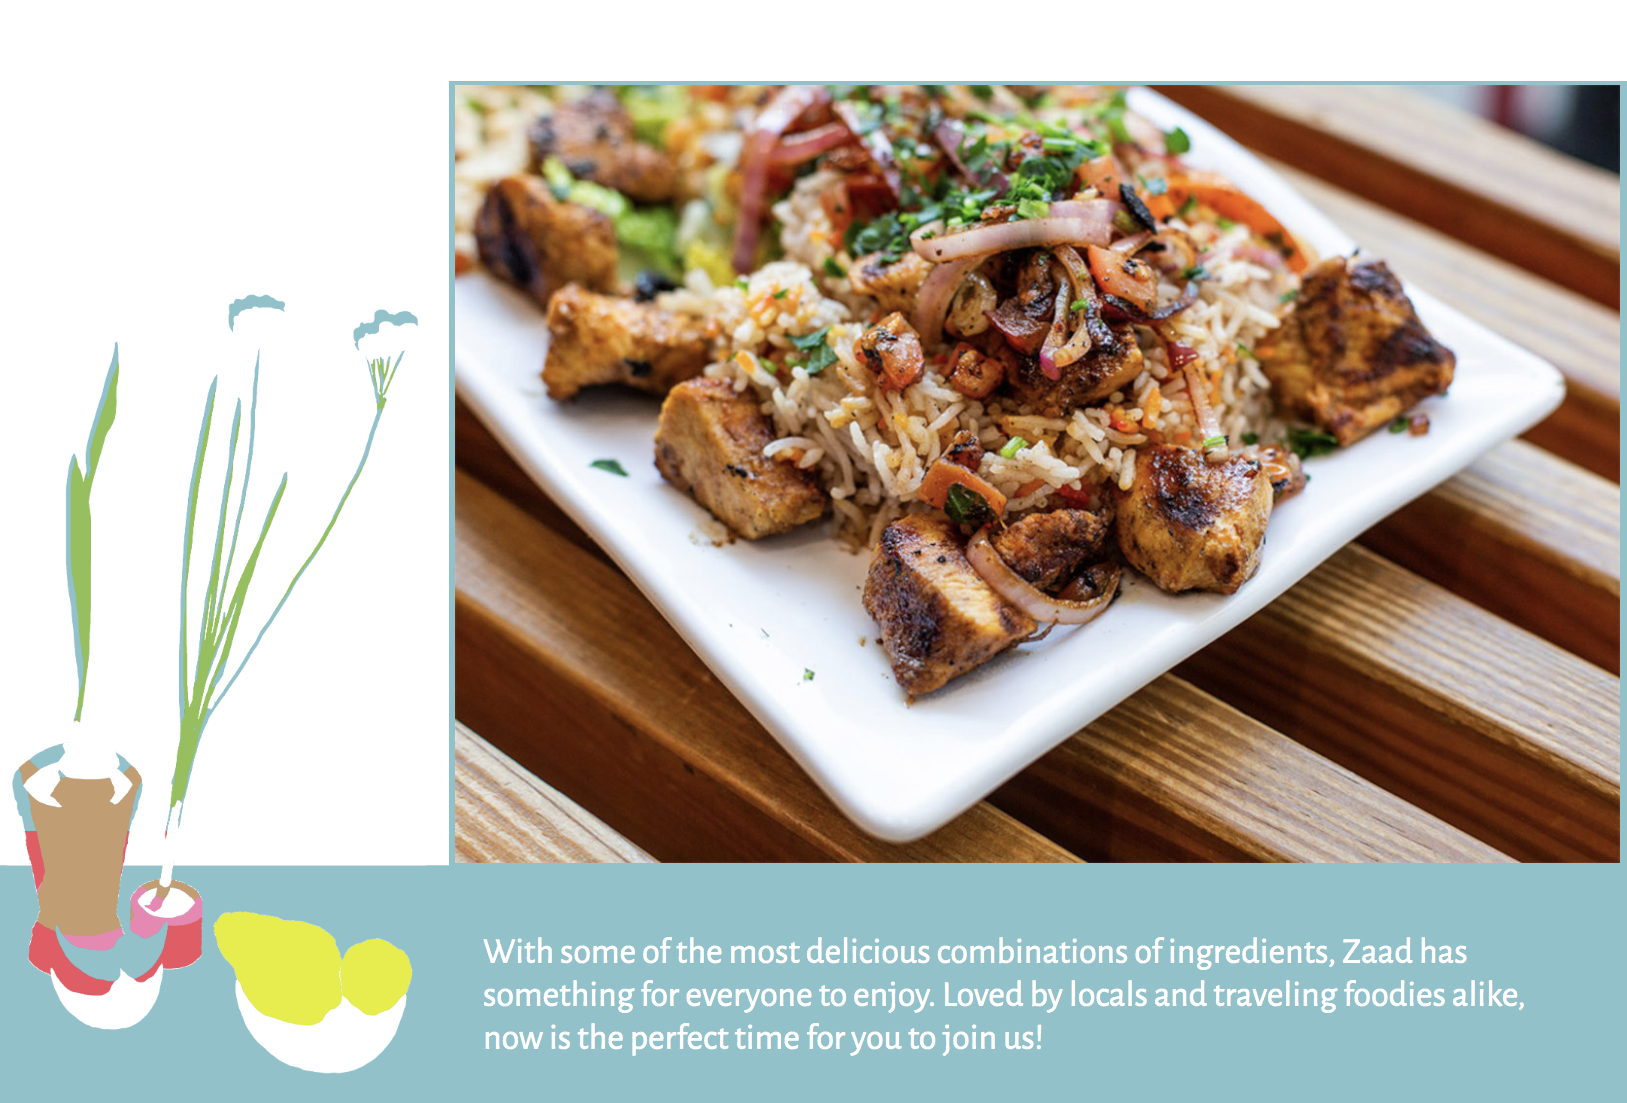 With some of the most delicious combinations of ingredients, Zaad has
something for everyone to enjoy. Loved by locals and traveling foodies alike,
now is the perfect time for you to join us!